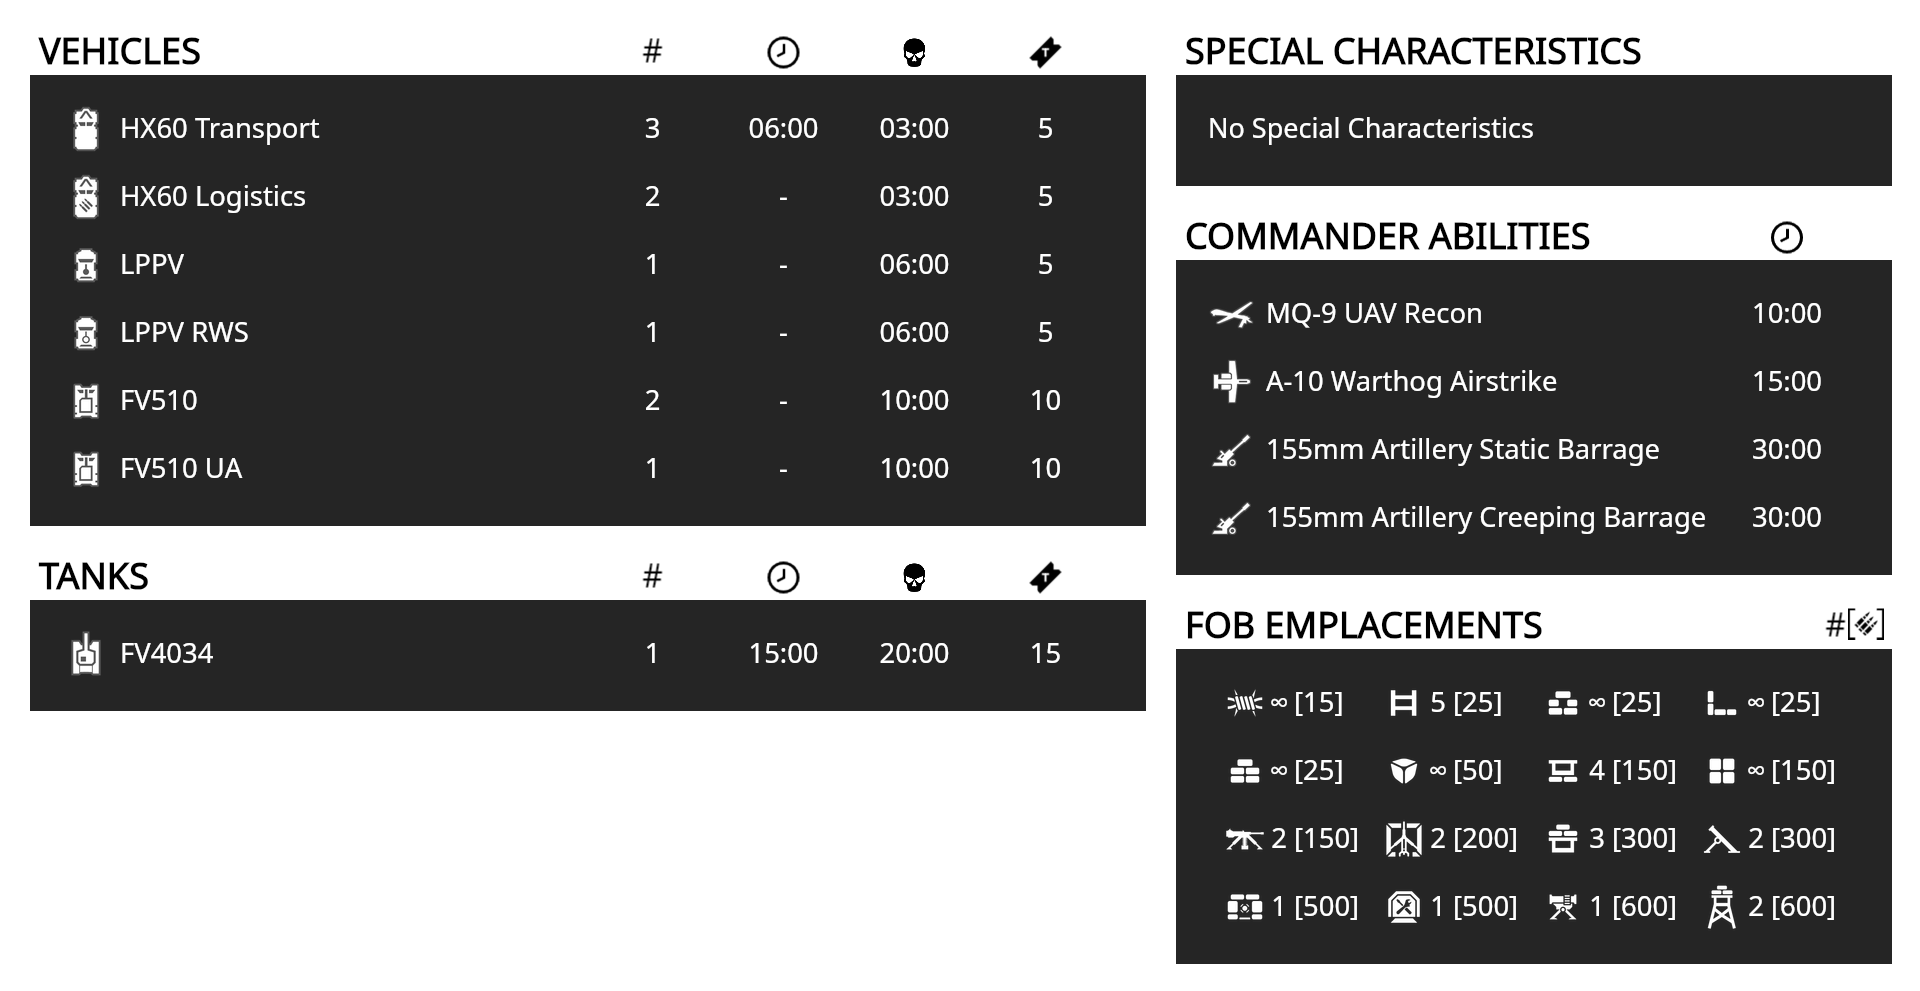 VEHICLES #
HX60 Transport 3 06:00 03:00 5
HX60 Logistics 2 - 03:00 5
LPPV 1 - 06:00 5
LPPV RWS 1 - 06:00 5
FV510 2 - 10:00 10
FV510 UA 1 - 10:00 10
TANKS #
FV4034 1 15:00 20:00 15
SPECIAL CHARACTERISTICS
No Special Characteristics
COMMANDER ABILITIES
MQ-9 UAV Recon 10:00
A-10 Warthog Airstrike 15:00
155mm Artillery Static Barrage 30:00
155mm Artillery Creeping Barrage 30:00
FOB EMPLACEMENTS #[]
∞ [15] 5 [25] ∞ [25] ∞ [25]
∞ [25] ∞ [50] 4 [150] ∞ [150]
2 [150] 2 [200] 3 [300] 2 [300]
1 [500] 1 [500] 1 [600] 2 [600]